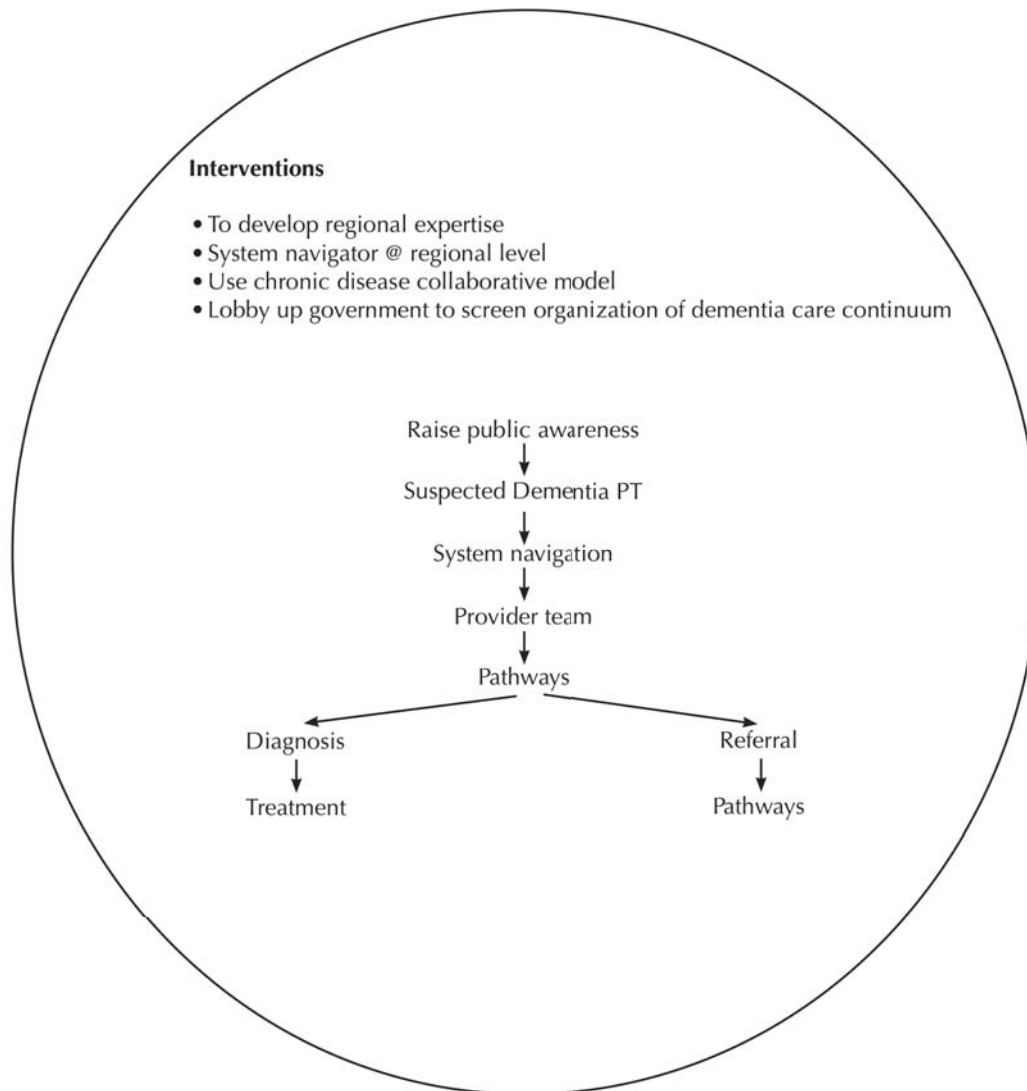 Interventions
• To develop regional expertise
• System navigator @ regional level
• Use chronic disease collaborative model
• Lobby up government to screen organization of dementia care continuum
Raise public awareness
Suspected Dementia PT
System navigation
Provider team
Pathways
Diagnosis
Referral
Treatment
Pathways